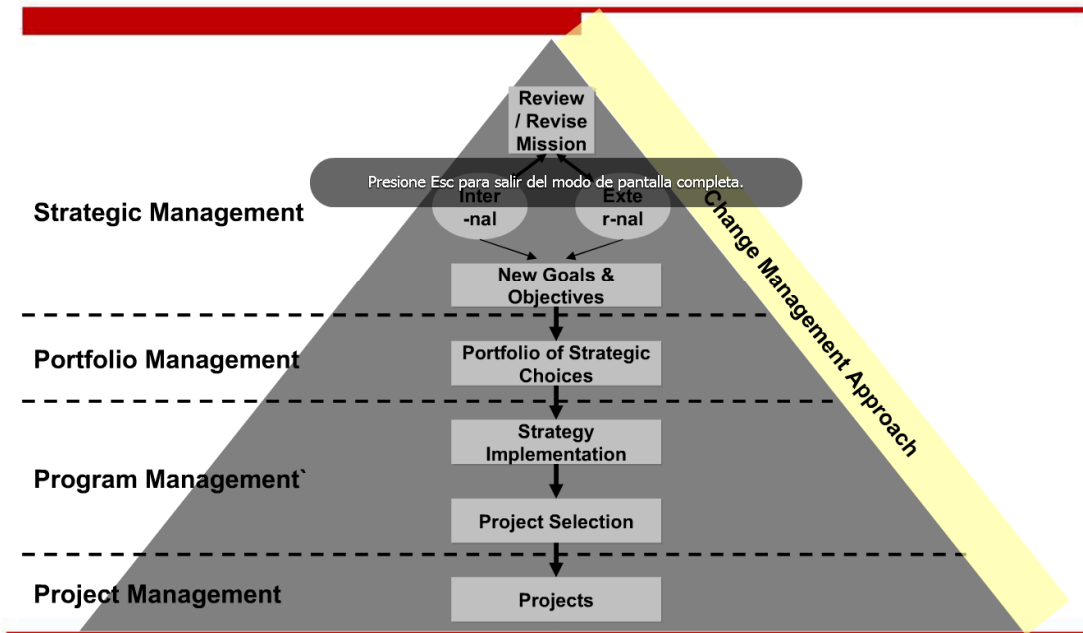 Review
/ Revise
Mission
Presione Esc para salir del modo de pantalla completa.
Inter
-nal
Exte
r-nal
Strategic Management
New Goals &
Objectives
Change Management Approach
Portfolio Management
Portfolio of Strategic
Choices
Strategy
Implementation
Program Management`
Project Selection
Project Management
Projects